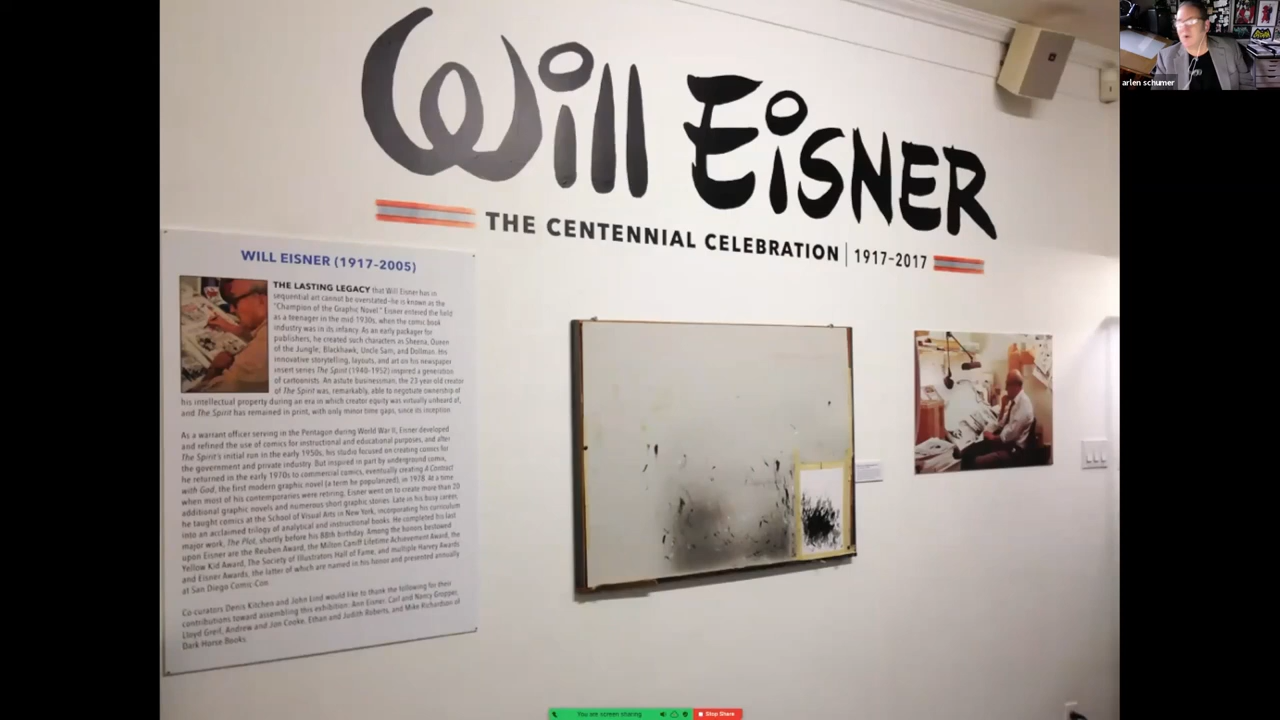 Will EiSNER
THE CENTENNIAL CELEBRATION | 1917-2017
arlen schumer
WILL EISNER (1917-2005)
THE LASTING LEGACY that Will Eisner has in
sequential art cannot be overstated–he is known as the
"Champion of the Graphic Novel." Eisner entered the field
as a teenager in the mid-1930s, when the comic book
industry was in its infancy. As an early packager for
publishers, he created such characters as Sheena, Queen
of the Jungle; Blackhawk; Uncle Sam; and Dollman. His
innovative storytelling, layouts, and art on his newspaper
insert series The Spirit (1940-1952) inspired a generation
of cartoonists. An astute businessman, the 23 year old creator
of The Spirit was, remarkably, able to negotiate ownership of
his intellectual property during an era in which creator equity was virtually unheard of,
and The Spirit has remained in print, with only minor time gaps, since its inception.
As a warrant officer serving in the Pentagon during World War II, Eisner developed
and refined the use of comics for instructional and educational purposes, and after
The Spirit's initial run in the early 1950s, his studio focused on creating comics for
the government and private industry. But inspired in part by underground comix,
he returned in the early 1970s to commercial comics, eventually creating A Contract
with God, the first modern graphic novel (a term he popularized), in 1978. At a time
when most of his contemporaries were retiring, Eisner went on to create more than 20
additional graphic novels and numerous short graphic stories. Late in his busy career,
he taught comics at the School of Visual Arts in New York, incorporating his curriculum
into an acclaimed trilogy of analytical and instructional books. He completed his last
major work, The Plot, shortly before his 88th birthday. Among the honors bestowed
upon Eisner are the Reuben Award, the Milton Caniff Lifetime Achievement Award, the
Yellow Kid Award, The Society of Illustrators Hall of Fame, and multiple Harvey Awards
and Eisner Awards, the latter of which are named in his honor and presented annually
at San Diego Comic-Con.
Co-curators Denis Kitchen and John Lind would like to thank the following for their
contributions toward assembling this exhibition: Ann Eisner, Carl and Nancy Gropper,
Lloyd Greif, Andrew and Jon Cooke, Ethan and Judith Roberts, and Mike Richardson of
Dark Horse Books.
You are screen sharing
Stop Share